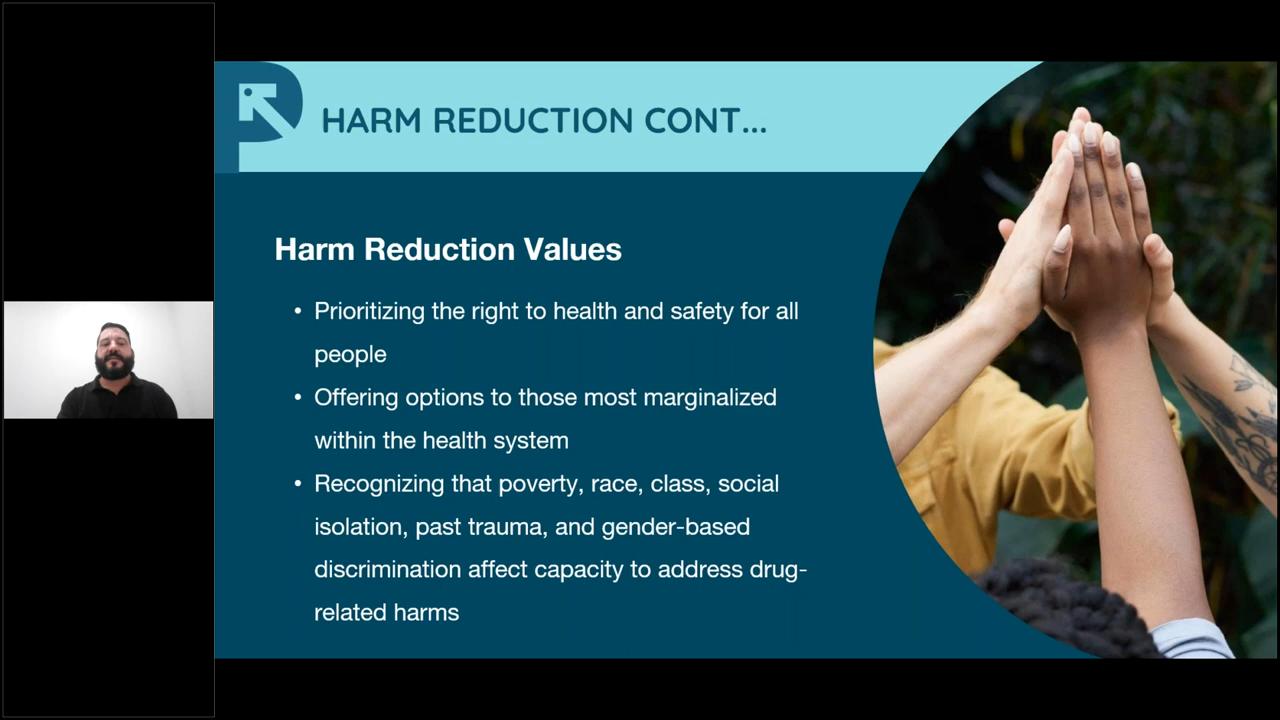 HARM REDUCTION CONT...
Harm Reduction Values
• Prioritizing the right to health and safety for all
people
• Offering options to those most marginalized
within the health system
• Recognizing that poverty, race, class, social
isolation, past trauma, and gender-based
discrimination affect capacity to address drug-
related harms